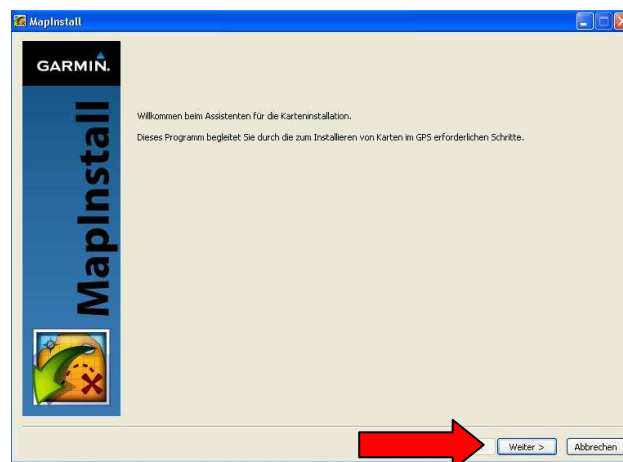 MapInstall
GARMIN.
MapInstall
Willkommen beim Assistenten für die Karteninstallation.
Dieses Programm begleitet Sie durch die zum Installieren von Karten im GPS erforderlichen Schritte.
Weiter >
Abbrechen